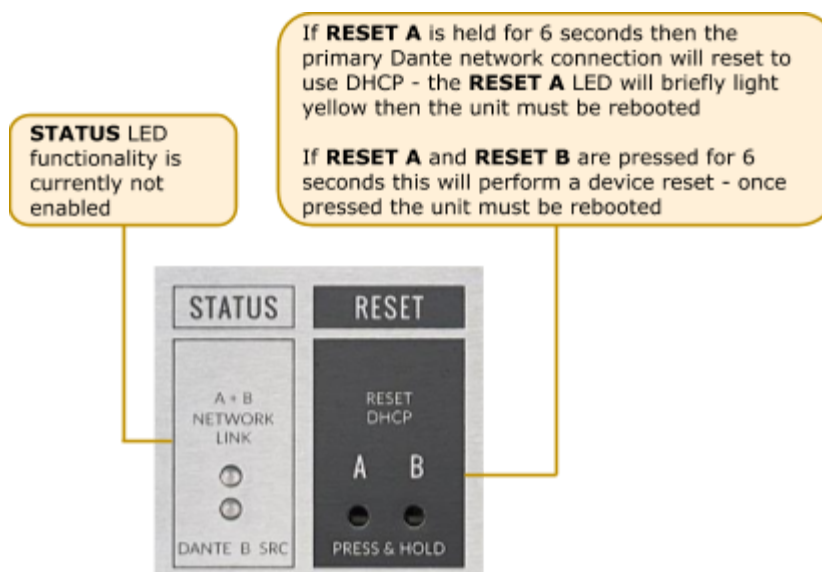 If RESET A is held for 6 seconds then the
primary Dante network connection will reset to
use DHCP - the RESET A LED will briefly light
yellow then the unit must be rebooted
If RESET A and RESET B are pressed for 6
seconds this will perform a device reset - once
pressed the unit must be rebooted
STATUS LED
functionality is
currently not
enabled
STATUS
A + B
NETWORK
LINK
DANTE B SRC
RESET
RESET
DHCP
A B
PRESS & HOLD